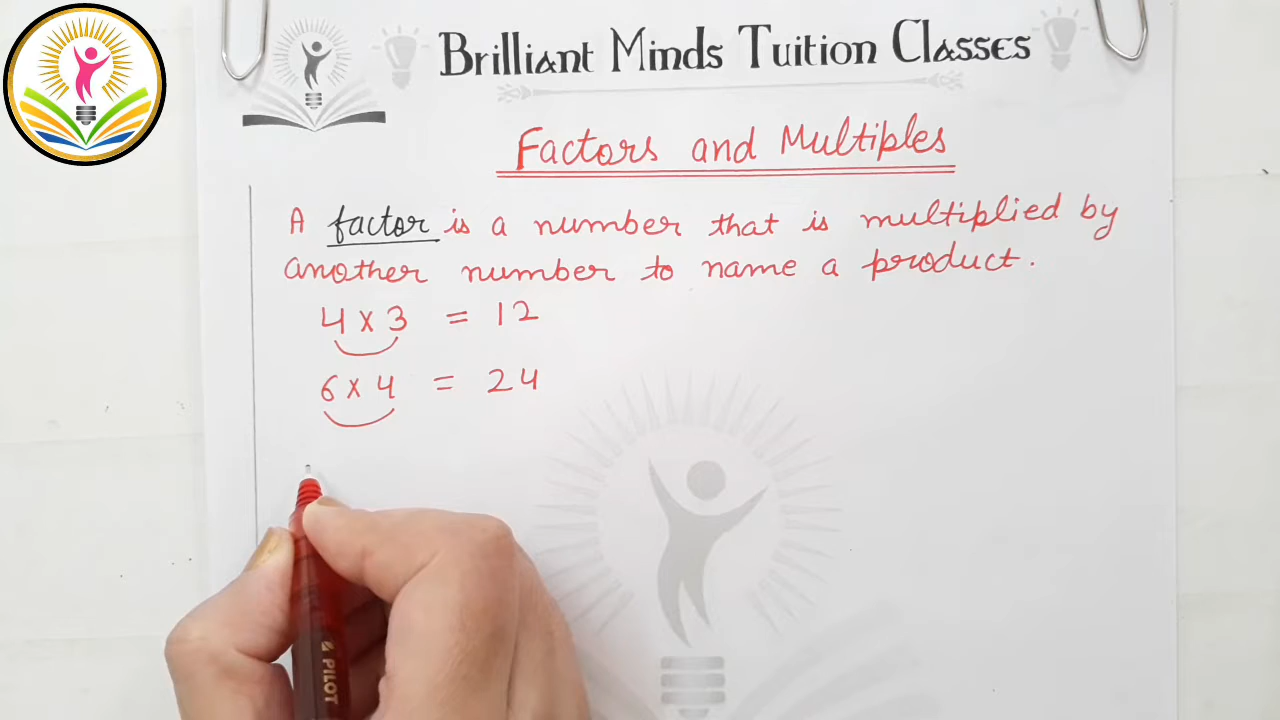 Brilliant Minds Tuition Classes
Factors and Multiples
A factor is a number that is multiplied by
another number to name a product.
4 x 3 = 12
6 x 4 = 24
PILOT